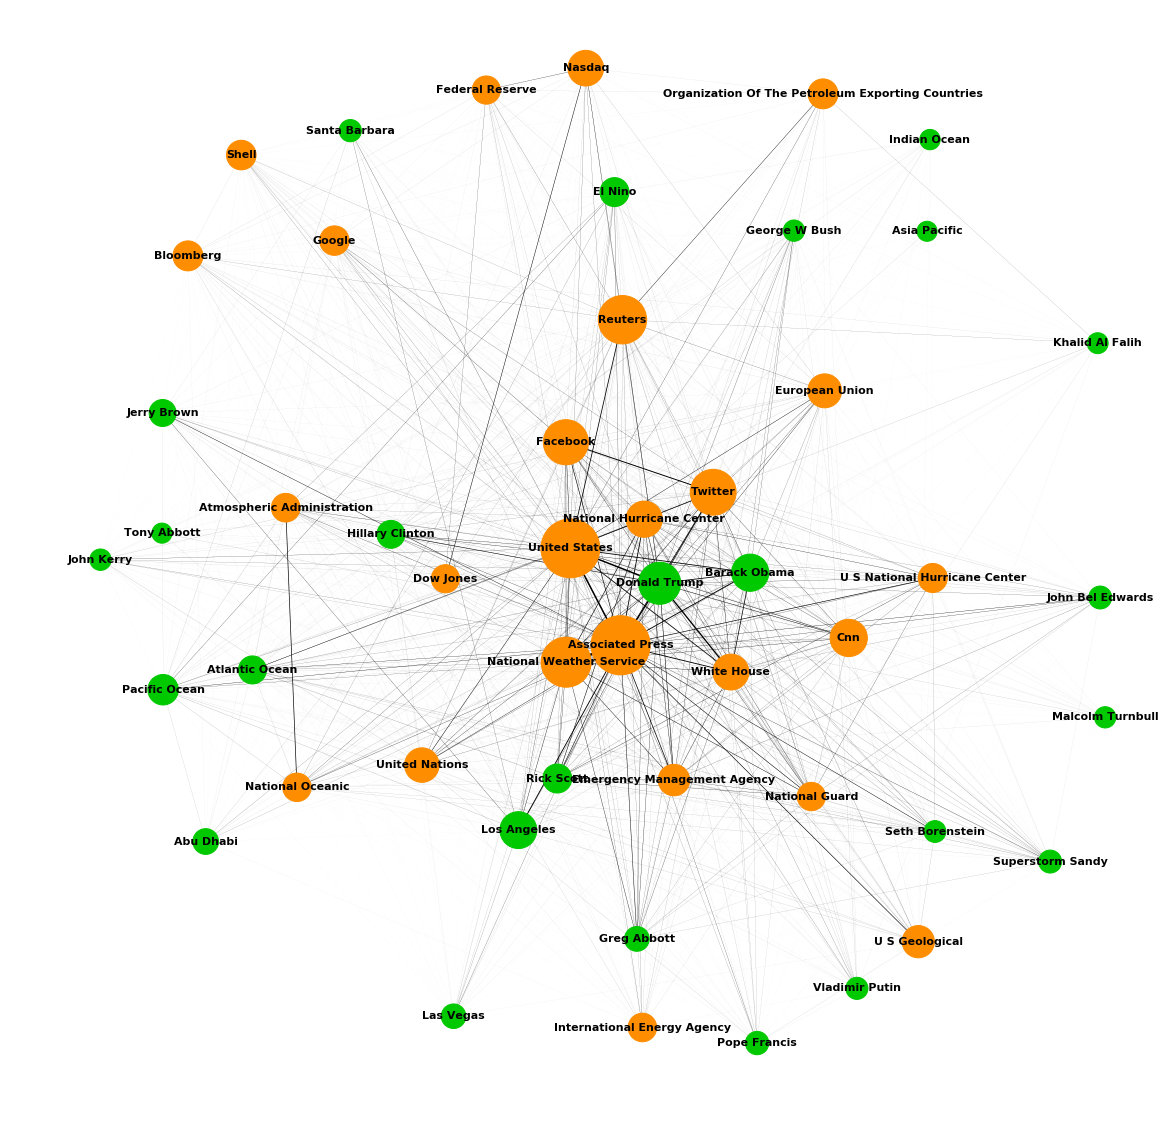 Nasdaq
Federal Reserve
Organization Of The Petroleum Exporting Countries
Santa Barbara
Indian Ocean
Shell
El Nino
George W Bush
Asia Pacific
Google
Bloomberg
Reuters
Khalid Al Falih
European Union
Jerry Brown
Facebook
Twitter
Atmospheric Administration
National Hurricane Center
Tony Abbott
Hillary Clinton
United States
John Kerry
Barack Obama
Dow Jones
Donald Trump
U S National Hurricane Center
John Bel Edwards
Cnn
Associated Press
National Weather Service
Atlantic Ocean
White House
Pacific Ocean
Malcolm Turnbull
United Nations
Rick Scott
Emergency Management Agency
National Oceanic
National Guard
Los Angeles
Seth Borenstein
Abu Dhabi
Superstorm Sandy
Greg Abbott
U S Geological
Vladimir Putin
Las Vegas
International Energy Agency
Pope Francis